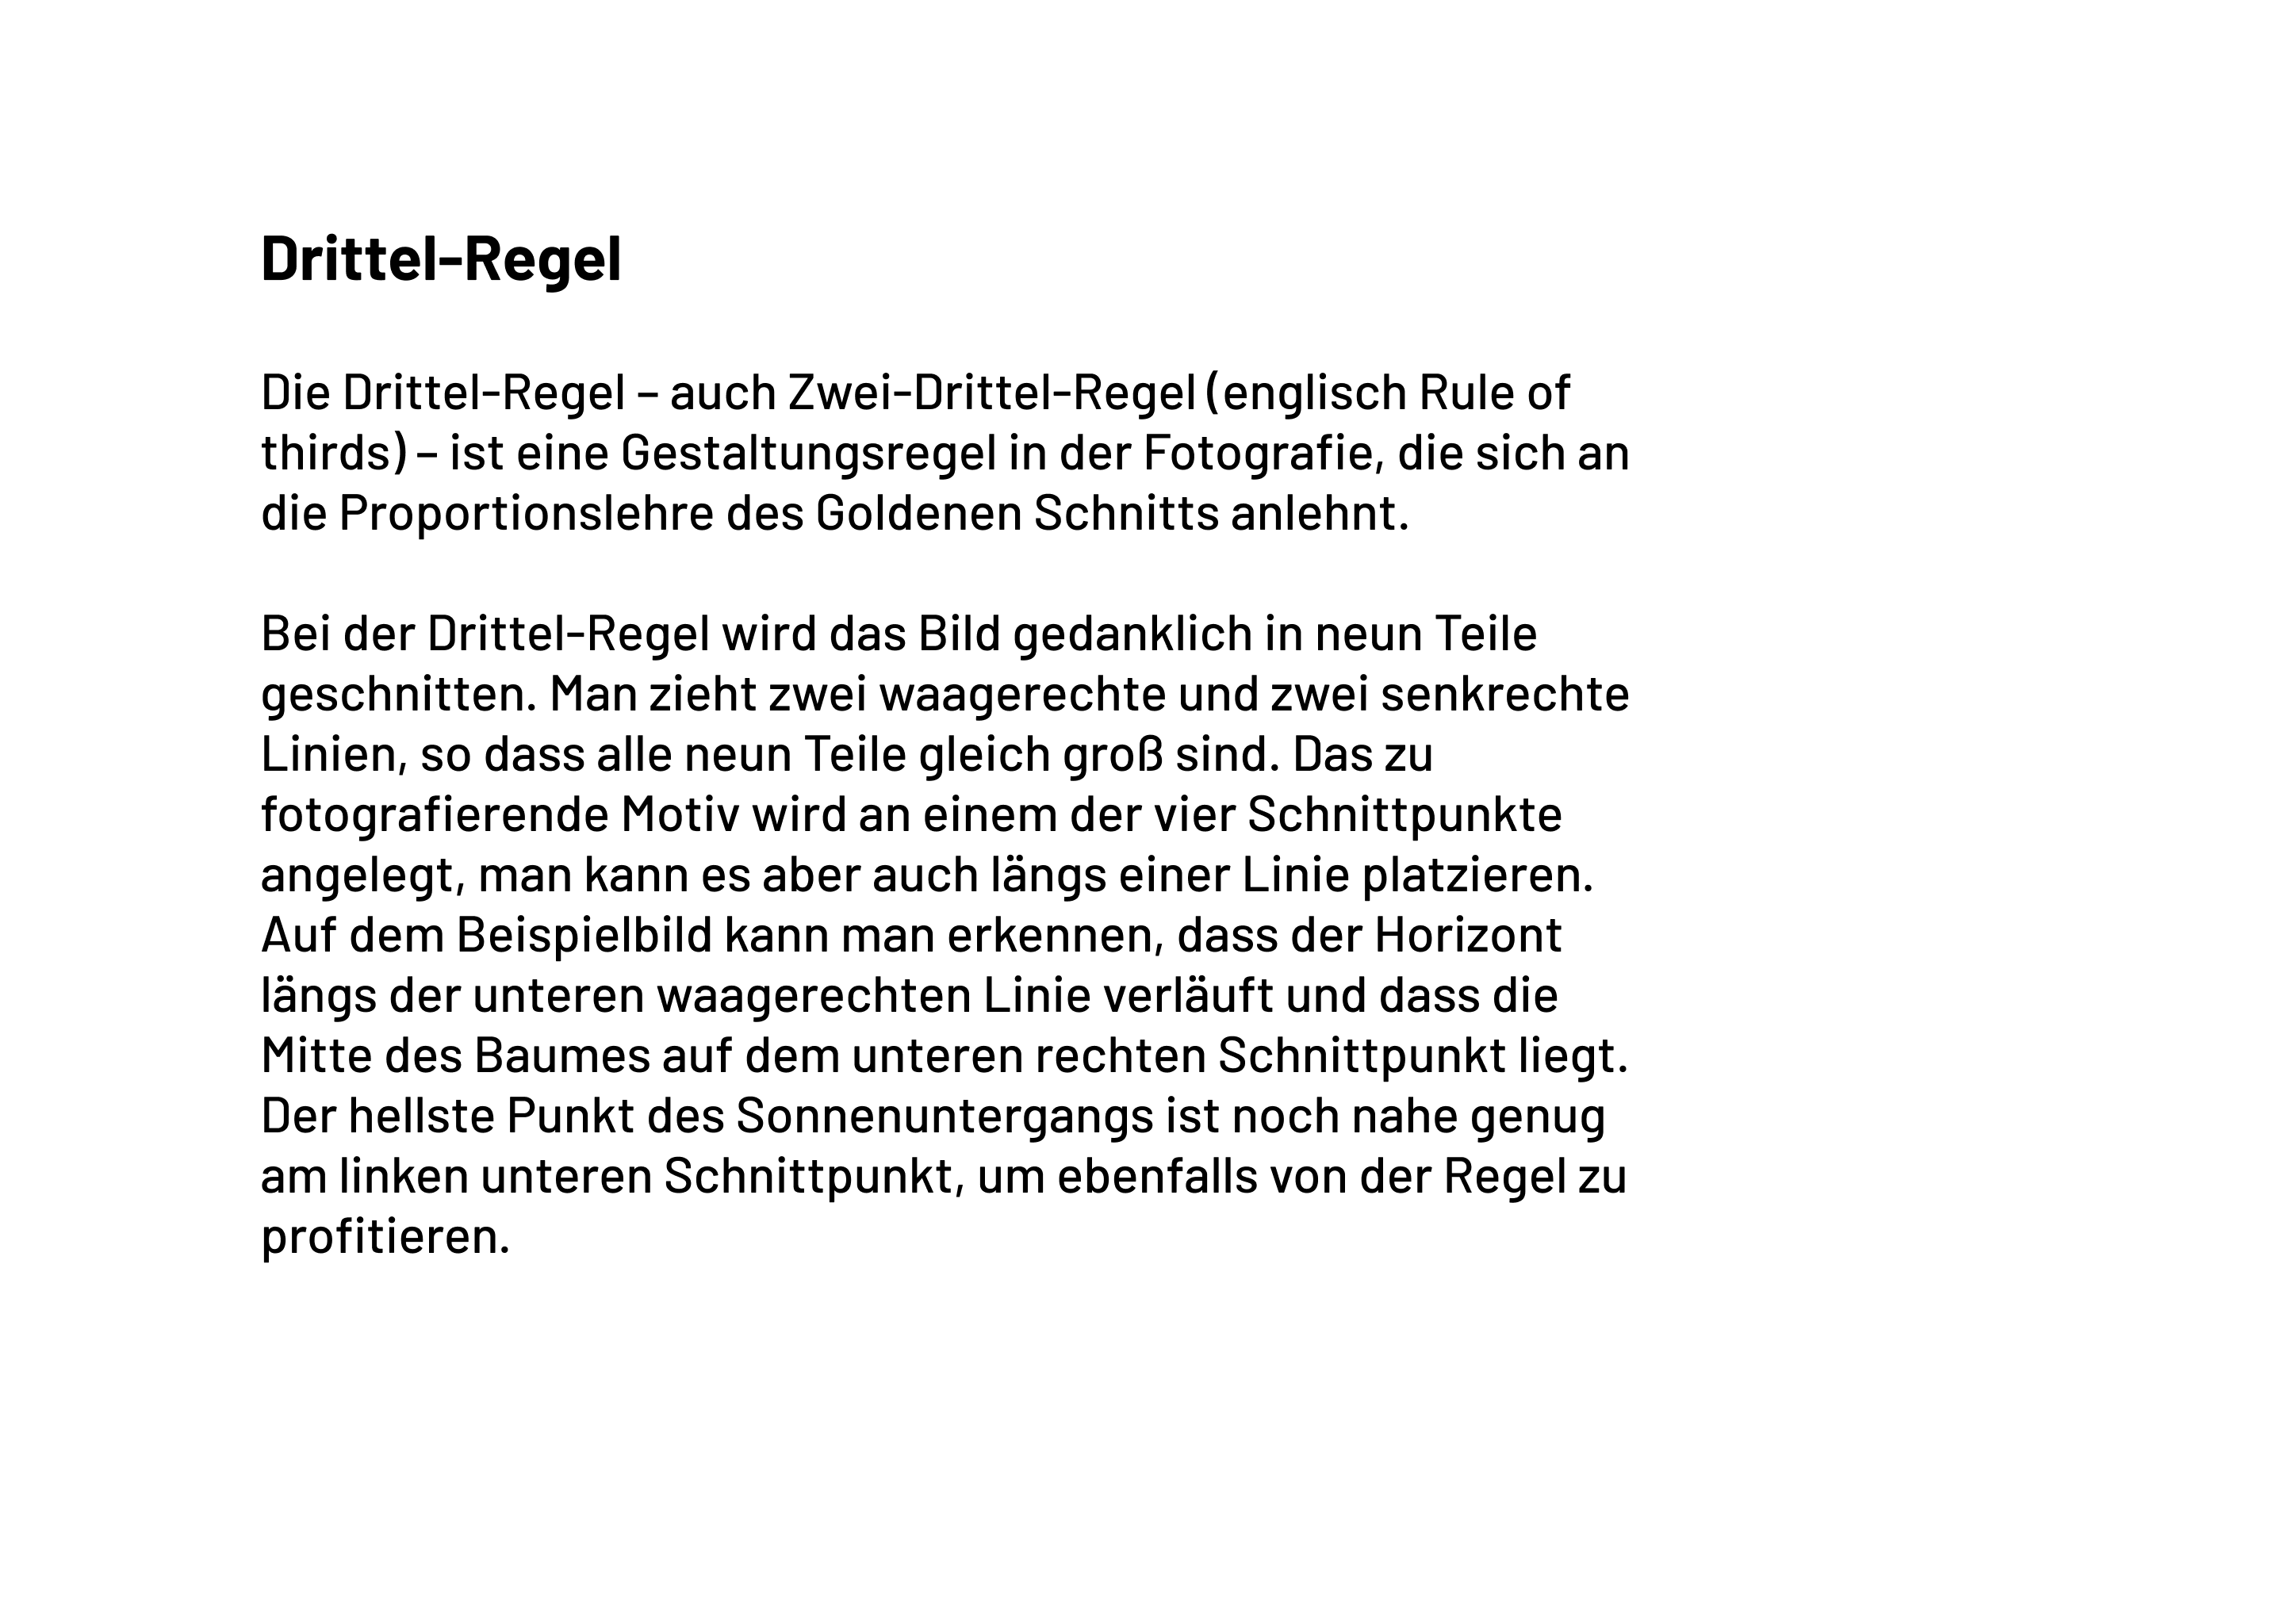 Drittel-Regel
Die Drittel-Regel – auch Zwei-Drittel-Regel (englisch Rule of
thirds) – ist eine Gestaltungsregel in der Fotografie, die sich an
die Proportionslehre des Goldenen Schnitts anlehnt.
Bei der Drittel-Regel wird das Bild gedanklich in neun Teile
geschnitten. Man zieht zwei waagerechte und zwei senkrechte
Linien, so dass alle neun Teile gleich groß sind. Das zu
fotografierende Motiv wird an einem der vier Schnittpunkte
angelegt, man kann es aber auch längs einer Linie platzieren.
Auf dem Beispielbild kann man erkennen, dass der Horizont
längs der unteren waagerechten Linie verläuft und dass die
Mitte des Baumes auf dem unteren rechten Schnittpunkt liegt.
Der hellste Punkt des Sonnenuntergangs ist noch nahe genug
am linken unteren Schnittpunkt, um ebenfalls von der Regel zu
profitieren.